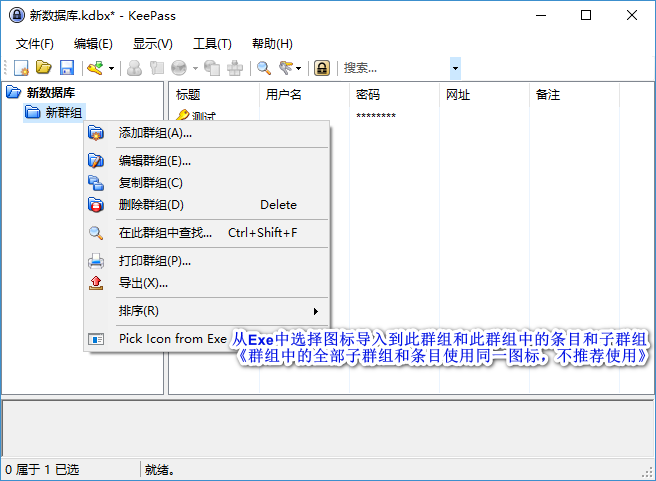 新数据库.kdbx* - KeePass
文件(F) 编辑(E) 显示(V) 工具(T) 帮助(H)
搜索...
新数据库
新群组
标题 用户名 密码 网址 备注
测试 ********
添加群组(A)...
编辑群组(E)...
复制群组(C)
删除群组(D) Delete
在此群组中查找... Ctrl+Shift+F
打印群组(P)...
导出(X)...
排序(R)
Pick Icon from Exe
从Exe中选择图标导入到此群组和此群组中的条目和子群组
《群组中的全部子群组和条目使用同一图标，不推荐使用》
0 属于 1 已选 就绪。